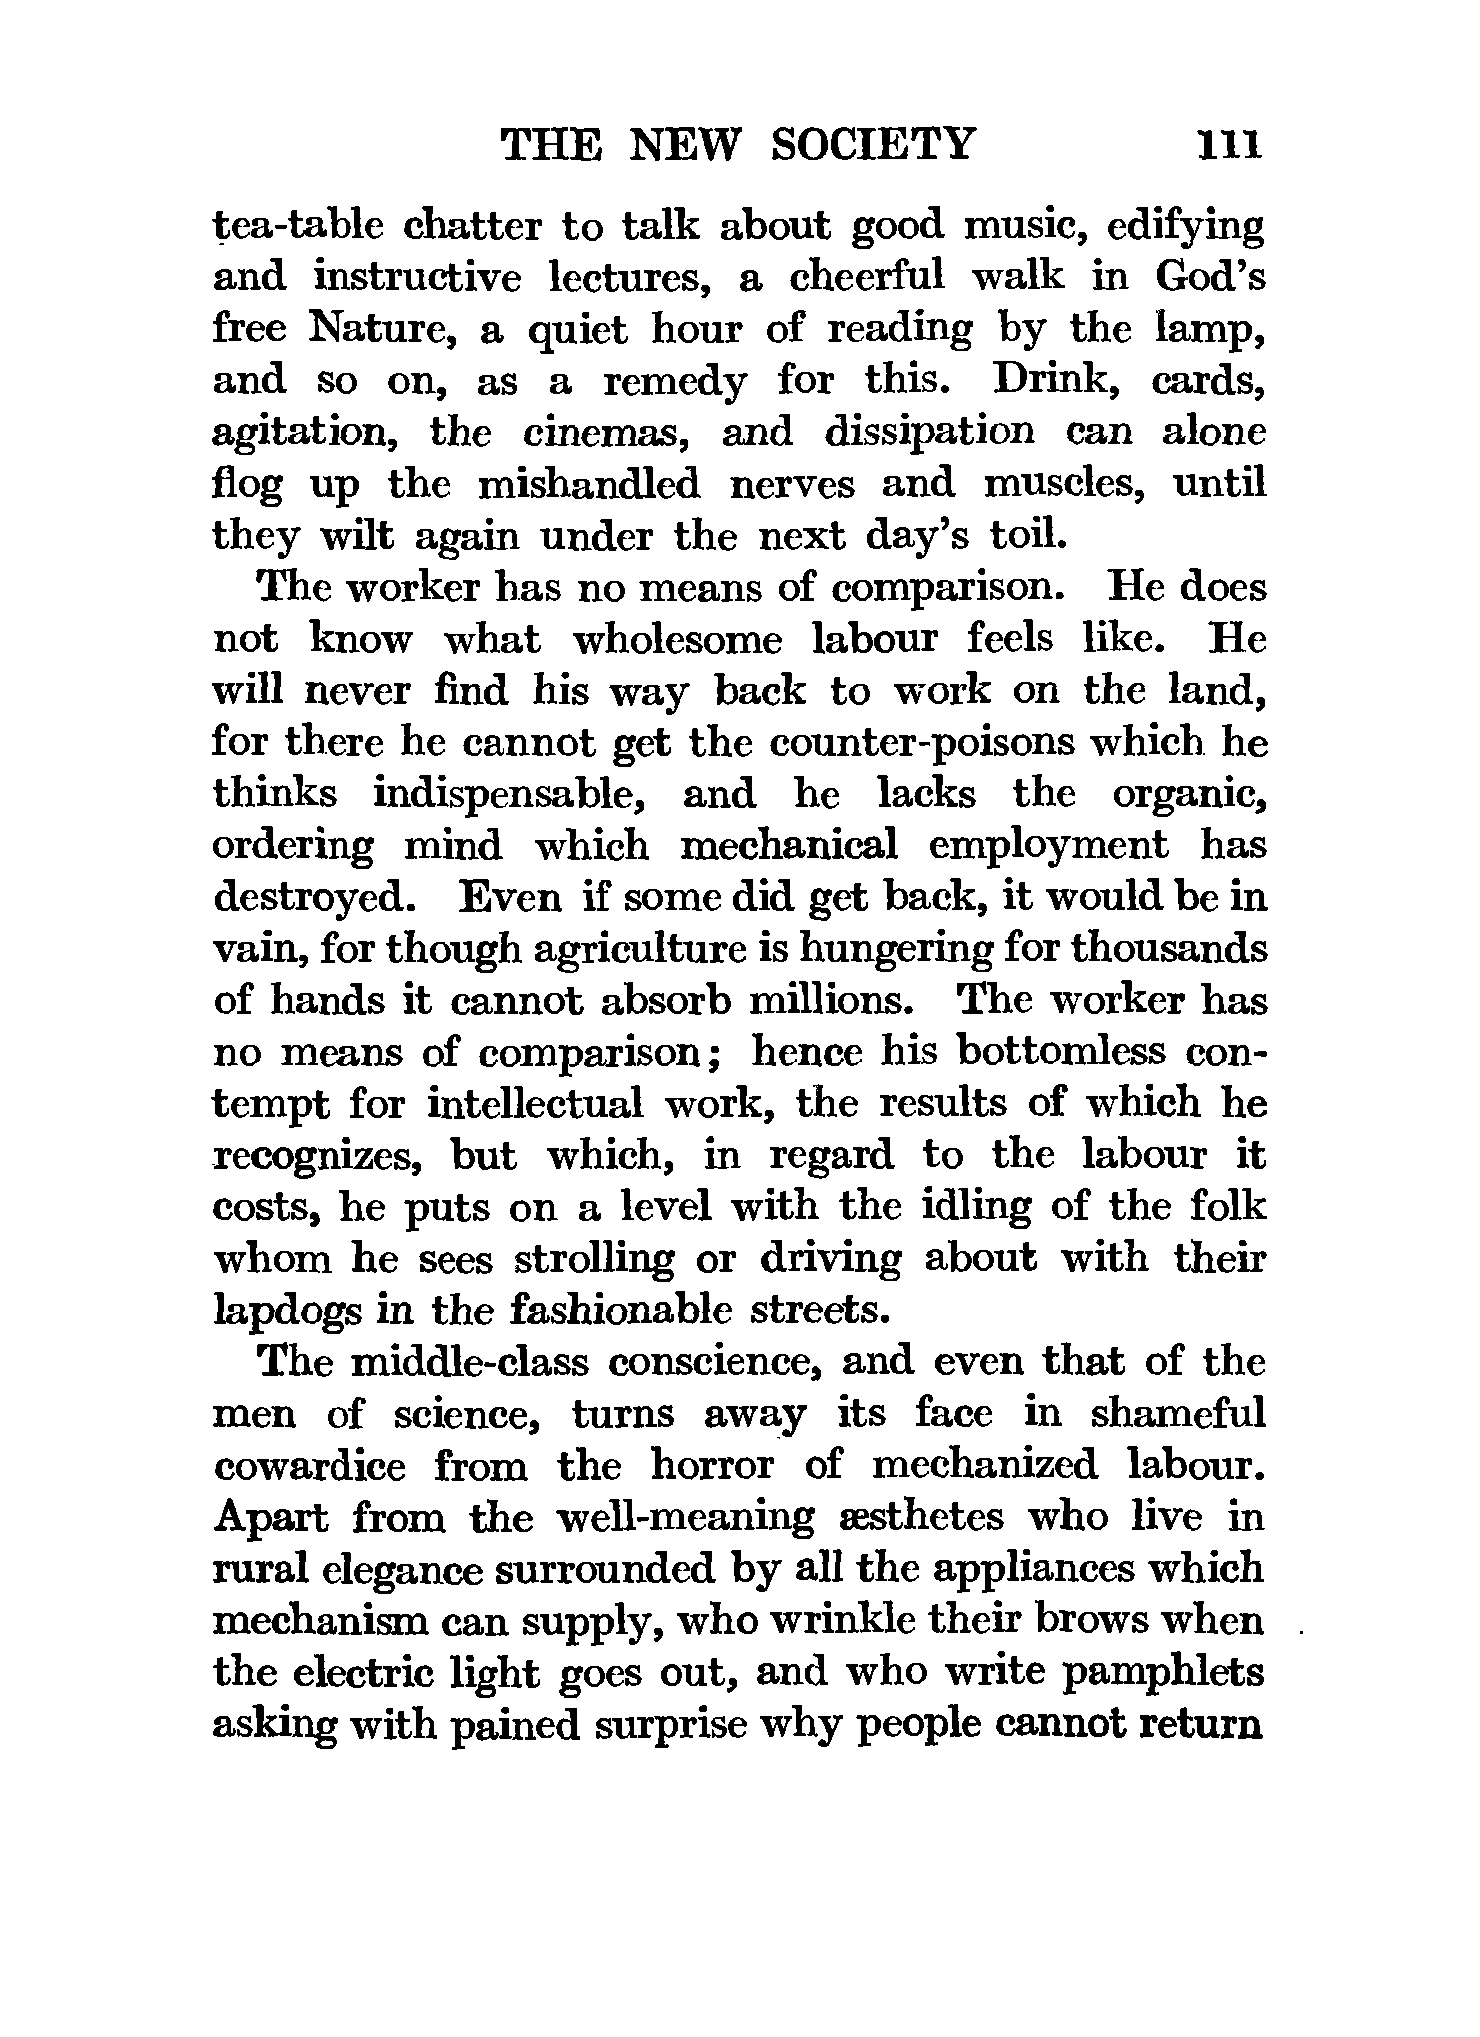 THE NEW SOCIETY 111
tea-table chatter to talk about good music, edifying
and instructive lectures, a cheerful walk in God's
free Nature, a quiet hour of reading by the lamp,
and so on, as a remedy for this. Drink, cards,
agitation, the cinemas, and dissipation can alone
flog up the mishandled nerves and muscles, until
they wilt again under the next day's toil.
The worker has no means of comparison. He does
not know what wholesome labour feels like. He
will never find his way back to work on the land,
for there he cannot get the counter-poisons which he
thinks indispensable, and he lacks the organic,
ordering mind which mechanical employment has
destroyed. Even if some did get back, it would be in
vain, for though agriculture is hungering for thousands
of hands it cannot absorb millions. The worker has
no means of comparison; hence his bottomless con-
tempt for intellectual work, the results of which he
recognizes, but which, in regard to the labour it
costs, he puts on a level with the idling of the folk
whom he sees strolling or driving about with their
lapdogs in the fashionable streets.
The middle-class conscience, and even that of the
men of science, turns away its face in shameful
cowardice from the horror of mechanized labour.
Apart from the well-meaning æsthetes who live in
rural elegance surrounded by all the appliances which
mechanism can supply, who wrinkle their brows when
the electric light goes out, and who write pamphlets
asking with pained surprise why people cannot return